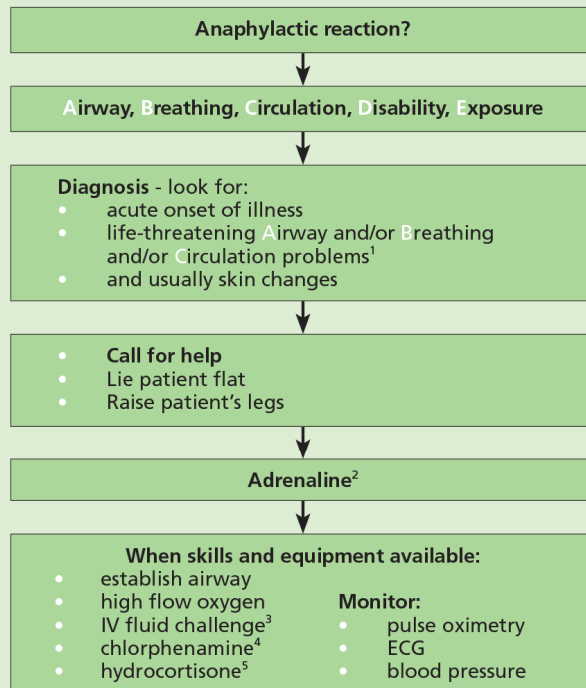 Anaphylactic reaction?
Airway, Breathing, Circulation, Disability, Exposure
Diagnosis - look for:
• acute onset of illness
• life-threatening Airway and/or Breathing
and/or Circulation problems¹
• and usually skin changes
• Call for help
• Lie patient flat
• Raise patient's legs
Adrenaline²
When skills and equipment available:
• establish airway
• high flow oxygen
• IV fluid challenge³
• chlorphenamine⁴
• hydrocortisone⁵
Monitor:
• pulse oximetry
• ECG
• blood pressure